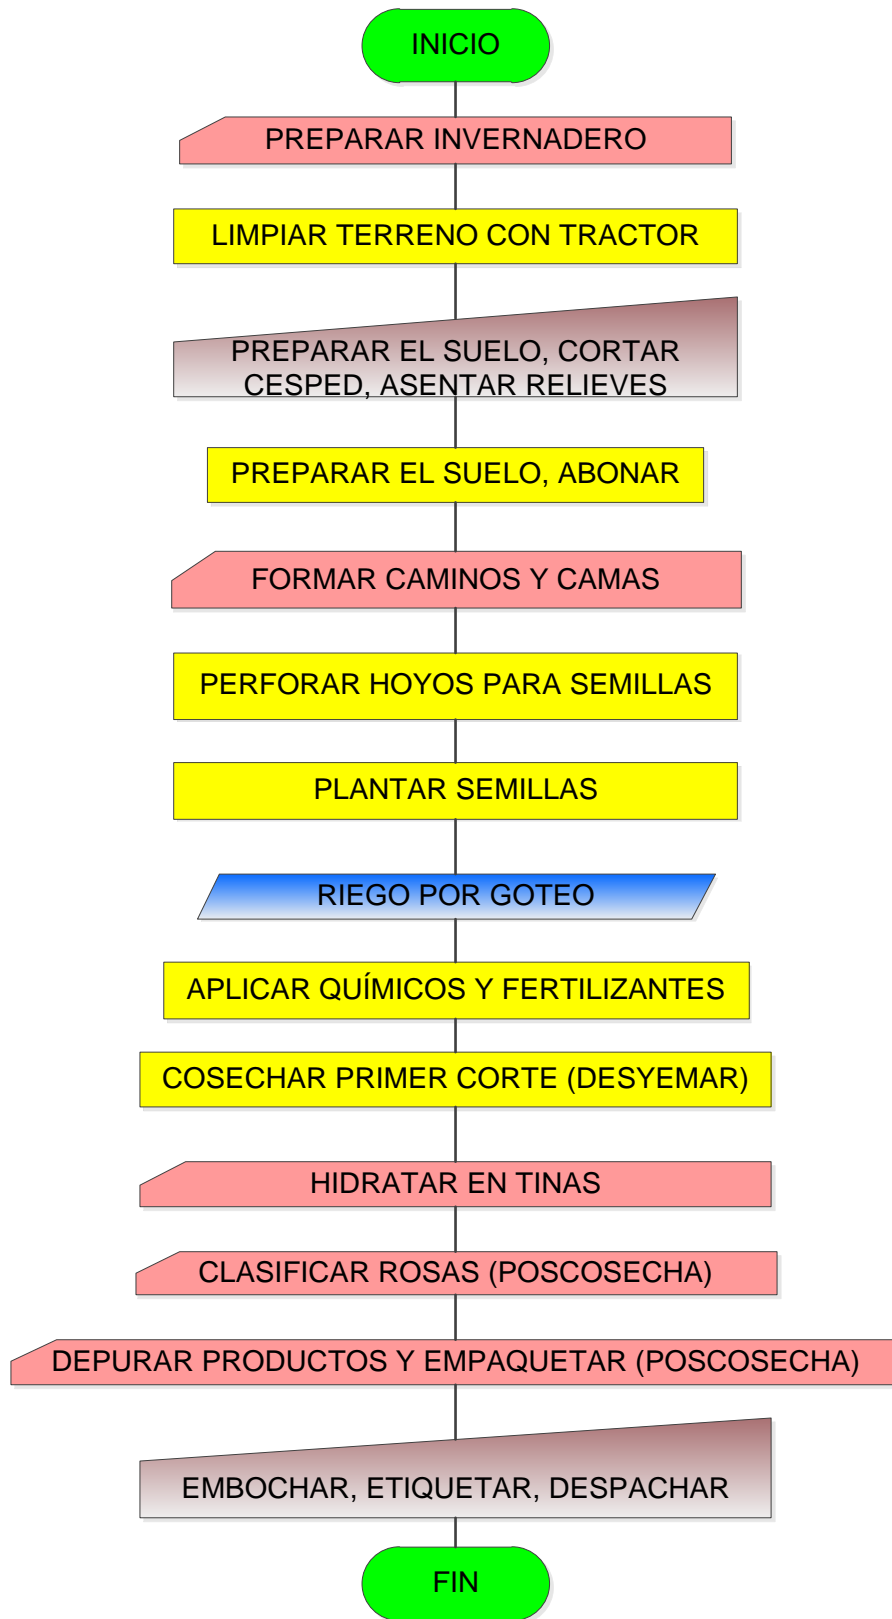 INICIO
PREPARAR INVERNADERO
LIMPIAR TERRENO CON TRACTOR
PREPARAR EL SUELO, CORTAR
CESPED, ASENTAR RELIEVES
PREPARAR EL SUELO, ABONAR
FORMAR CAMINOS Y CAMAS
PERFORAR HOYOS PARA SEMILLAS
PLANTAR SEMILLAS
RIEGO POR GOTEO
APLICAR QUÍMICOS Y FERTILIZANTES
COSECHAR PRIMER CORTE (DESYEMAR)
HIDRATAR EN TINAS
CLASIFICAR ROSAS (POSCOSECHA)
DEPURAR PRODUCTOS Y EMPAQUETAR (POSCOSECHA)
EMBOCHAR, ETIQUETAR, DESPACHAR
FIN